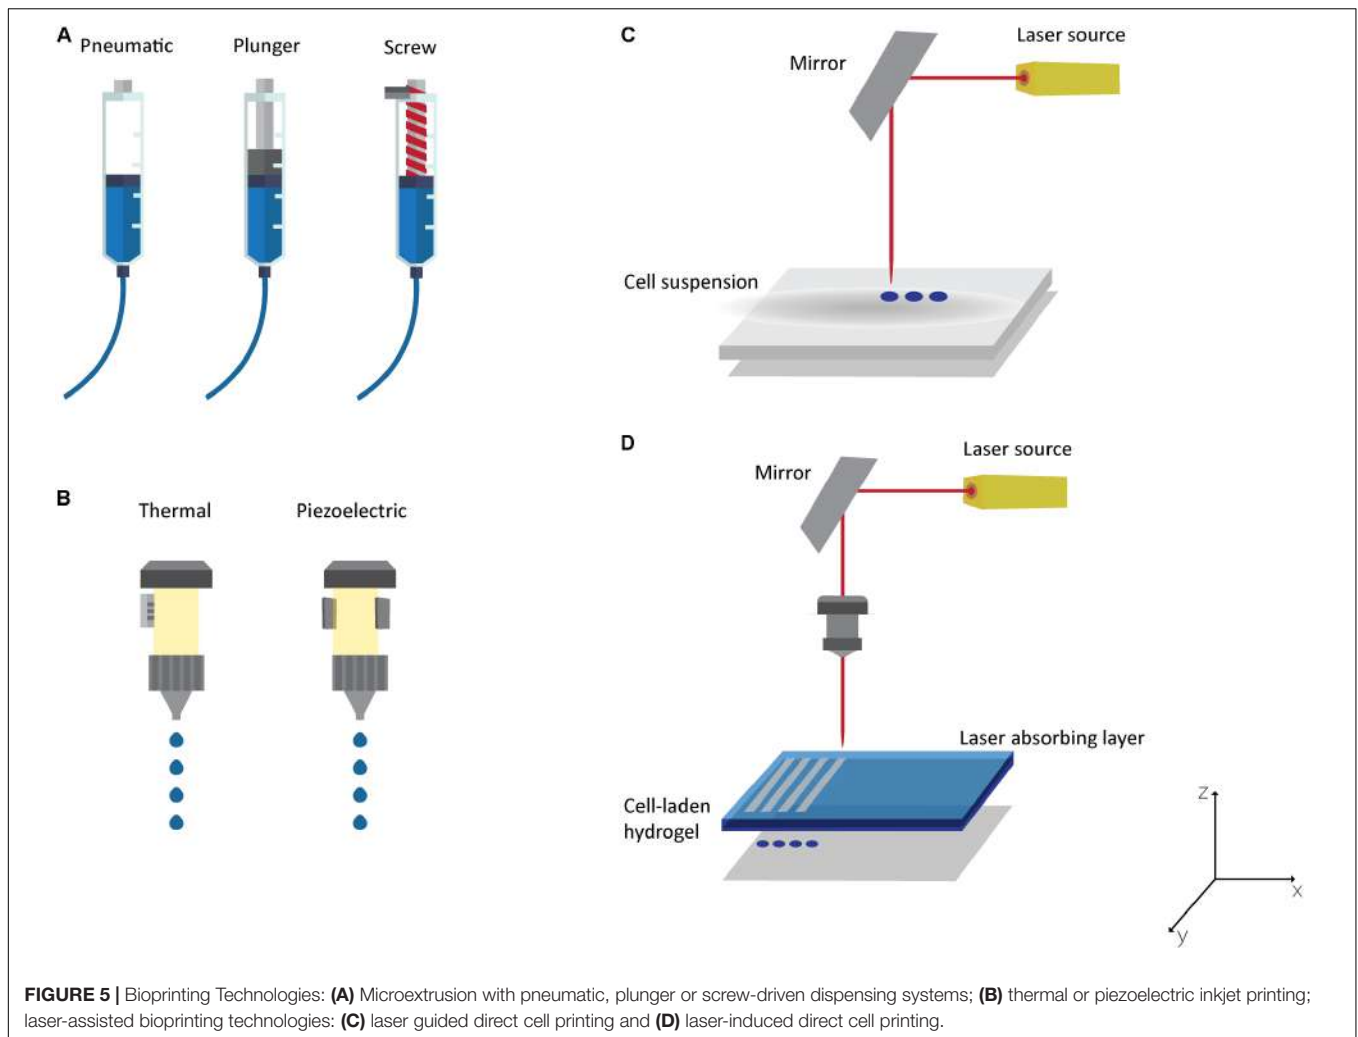 A
Pneumatic
Plunger
Screw
B
Thermal
Piezoelectric
C
Mirror
Laser source
Cell suspension
D
Mirror
Laser source
Laser absorbing layer
Cell-laden
hydrogel
z
x
y
FIGURE 5 | Bioprinting Technologies: (A) Microextrusion with pneumatic, plunger or screw-driven dispensing systems; (B) thermal or piezoelectric inkjet printing;
laser-assisted bioprinting technologies: (C) laser guided direct cell printing and (D) laser-induced direct cell printing.